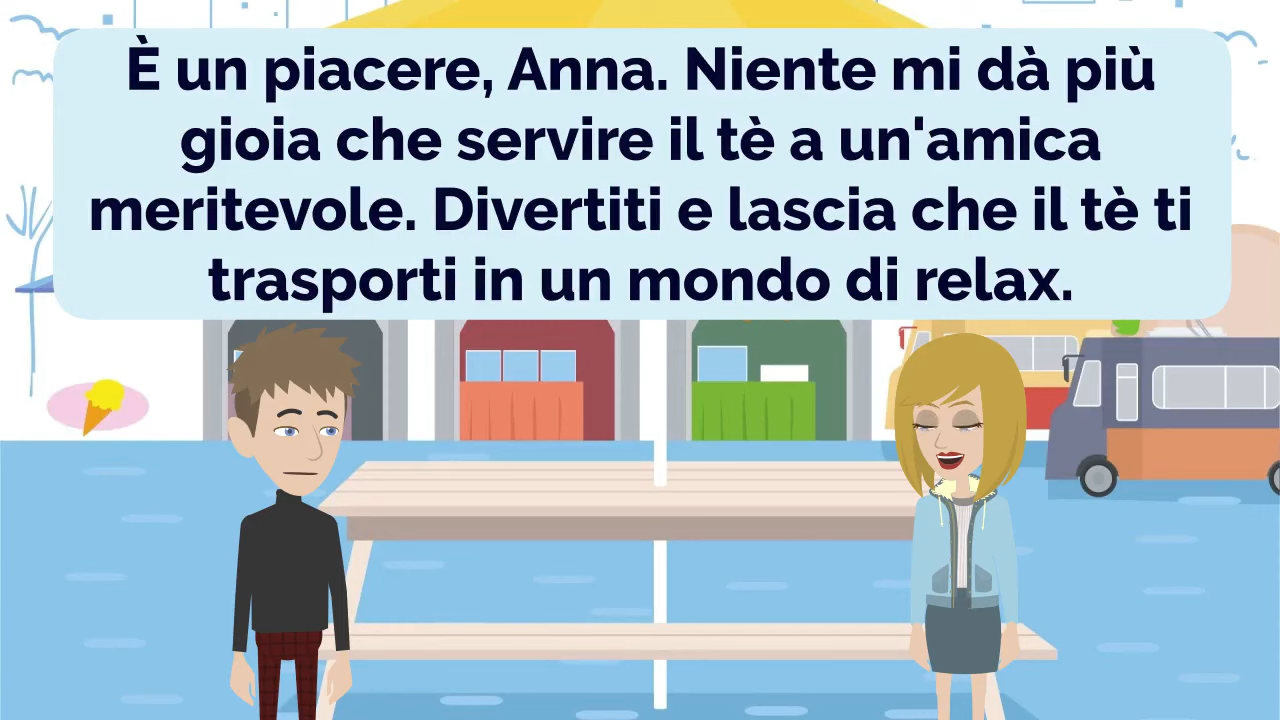 È un piacere, Anna. Niente mi dà più
gioia che servire il tè a un'amica
meritevole. Divertiti e lascia che il tè ti
trasporti in un mondo di relax.